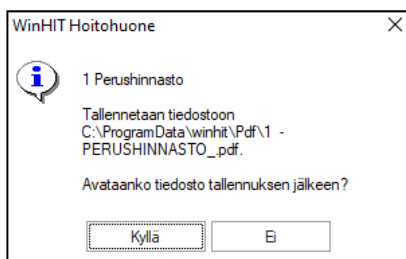 WinHIT Hoitohuone
1 Perushinnasto
Tallennetaan tiedostoon
C:\ProgramData\winhit\Pdf\1 -
PERUSHINNASTO_.pdf.
Avataanko tiedosto tallennuksen jälkeen?
Kyllä
Ei